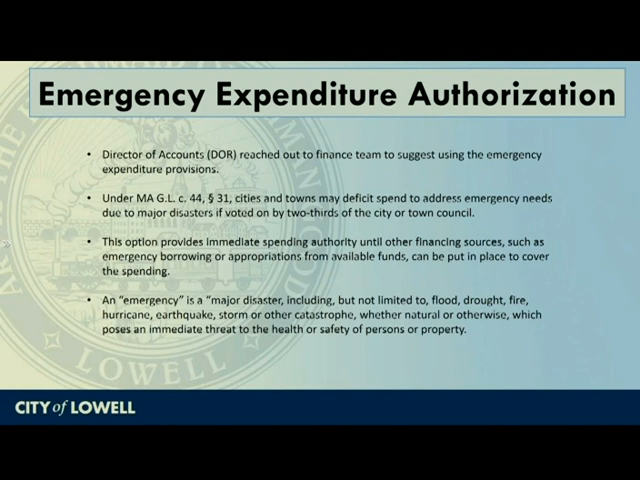 Emergency Expenditure Authorization
• Director of Accounts (DOR) reached out to finance team to suggest using the emergency
expenditure provisions.
• Under MA G.L. c. 44, § 31, cities and towns may deficit spend to address emergency needs
due to major disasters if voted on by two-thirds of the city or town council.
• This option provides immediate spending authority until other financing sources, such as
emergency borrowing or appropriations from available funds, can be put in place to cover
the spending.
• An “emergency” is a “major disaster, including, but not limited to, flood, drought, fire,
hurricane, earthquake, storm or other catastrophe, whether natural or otherwise, which
poses an immediate threat to the health or safety of persons or property.
LOWELL
CITY of LOWELL